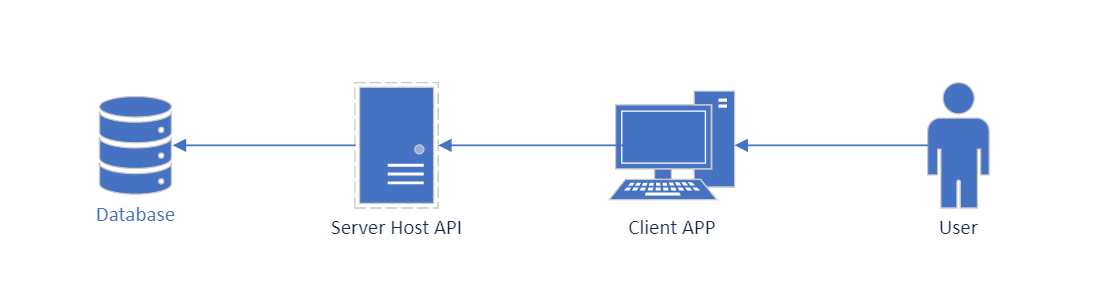 Database
Server Host API
Client APP
User